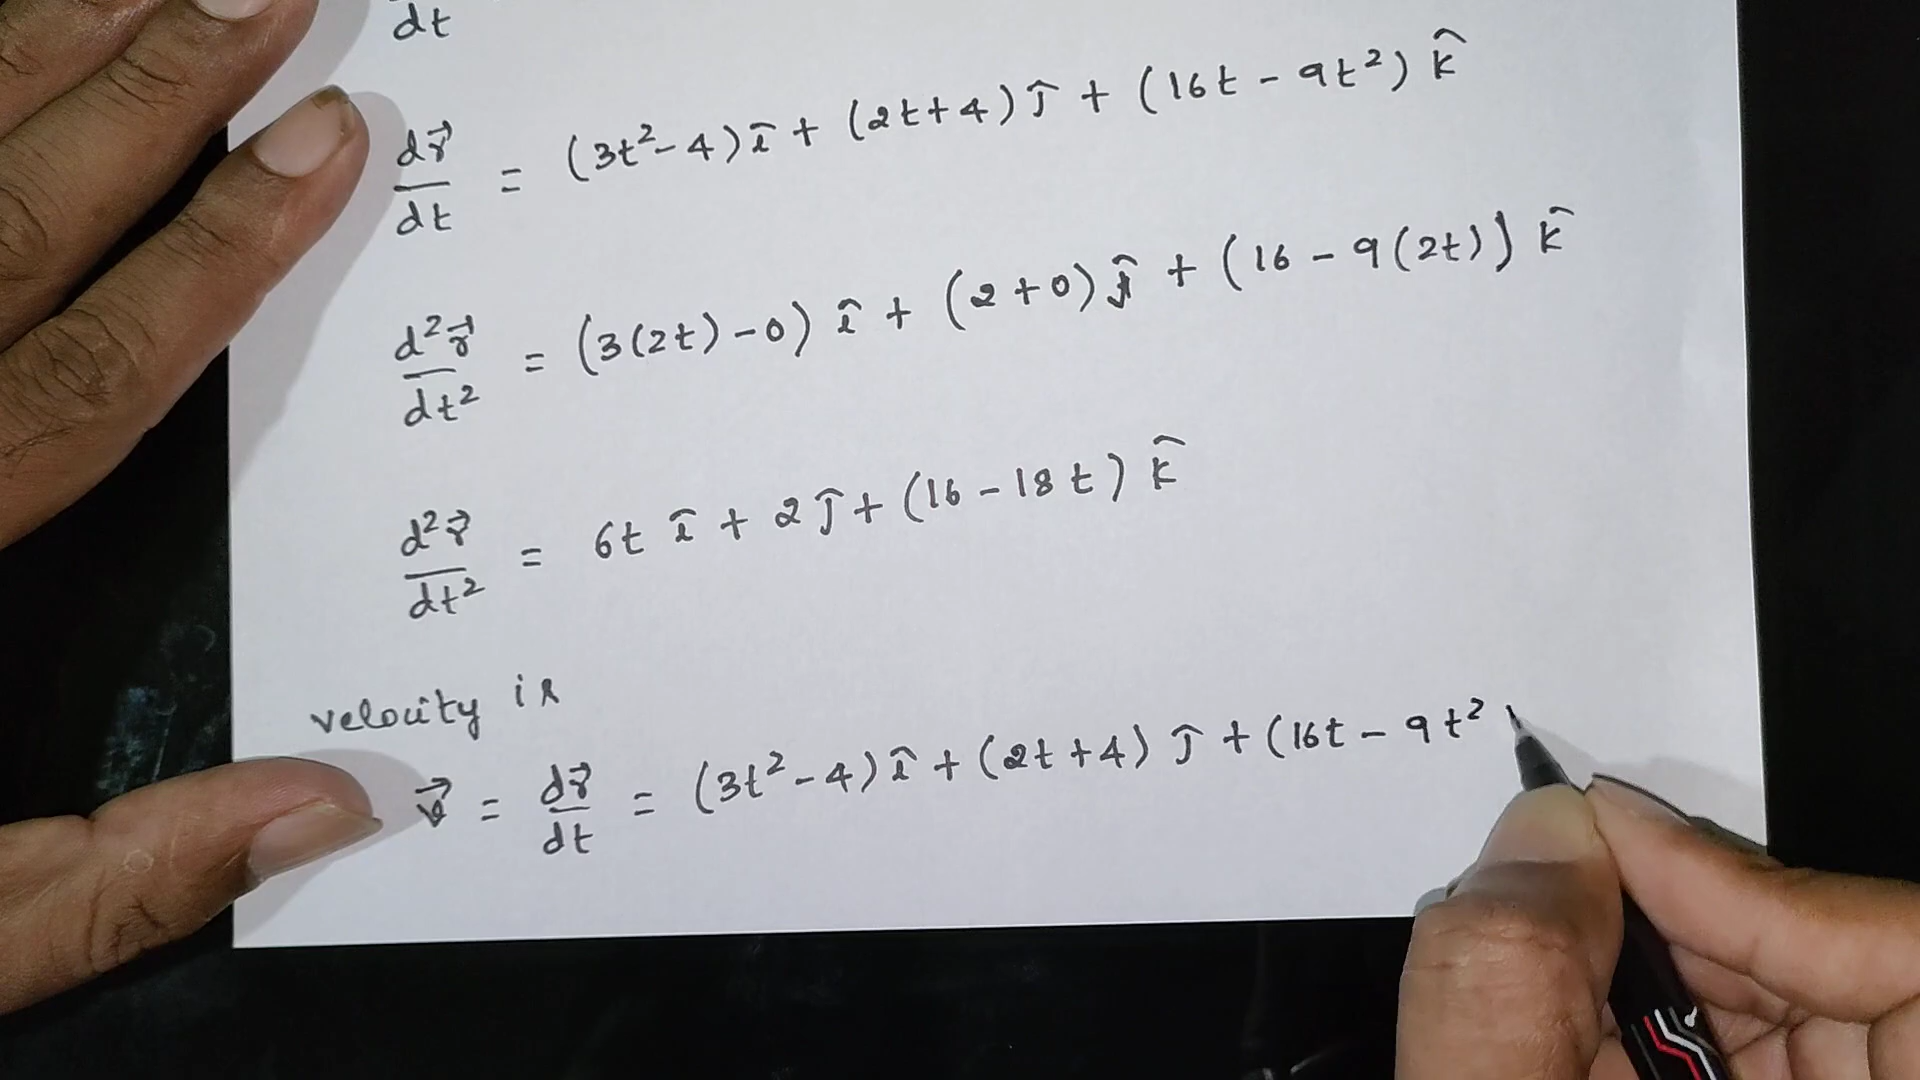 dt
dr⃗/dt = (3t²-4)î + (2t+4)ĵ + (16t - 9t²) k̂
d²r⃗/dt² = (3(2t)-0) î + (2+0)ĵ + (16 - 9(2t)) k̂
d²r⃗/dt² = 6t î + 2ĵ + (16 - 18t) k̂
velocity is
v⃗ = dr⃗/dt = (3t²-4)î + (2t+4) ĵ + (16t - 9t²